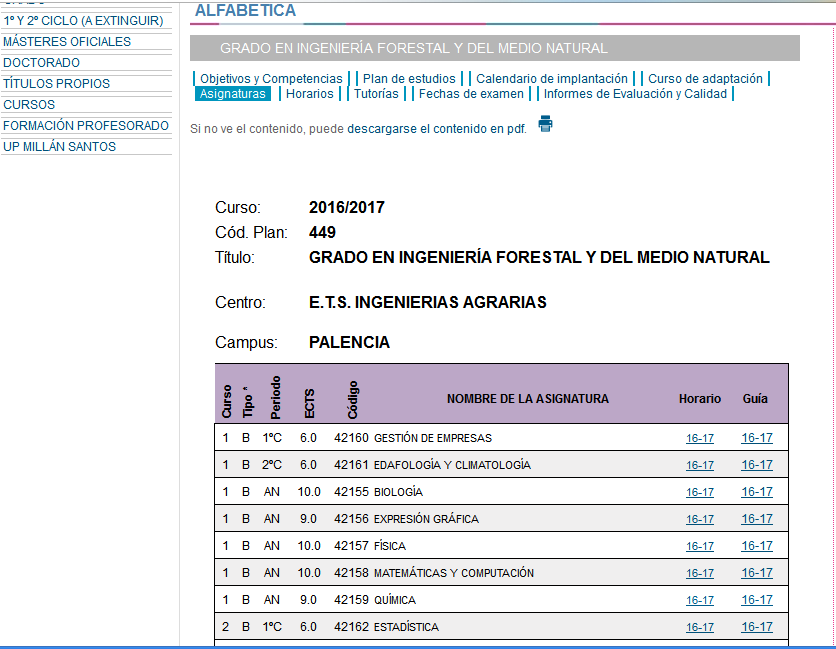 1º Y 2º CICLO (A EXTINGUIR)
MÁSTERES OFICIALES
DOCTORADO
TÍTULOS PROPIOS
CURSOS
FORMACIÓN PROFESORADO
UP MILLÁN SANTOS
ALFABÉTICA
GRADO EN INGENIERÍA FORESTAL Y DEL MEDIO NATURAL
Objetivos y Competencias | Plan de estudios | Calendario de implantación | Curso de adaptación
Asignaturas | Horarios | Tutorías | Fechas de examen | Informes de Evaluación y Calidad
Si no ve el contenido, puede descargarse el contenido en pdf.
Curso: 2016/2017
Cód. Plan: 449
Título: GRADO EN INGENIERÍA FORESTAL Y DEL MEDIO NATURAL
Centro: E.T.S. INGENIERIAS AGRARIAS
Campus: PALENCIA
Curso Tipo * Periodo ECTS Código NOMBRE DE LA ASIGNATURA Horario Guía
1 B 1ºC 6.0 42160 GESTIÓN DE EMPRESAS 16-17 16-17
1 B 2ºC 6.0 42161 EDAFOLOGÍA Y CLIMATOLOGÍA 16-17 16-17
1 B AN 10.0 42155 BIOLOGÍA 16-17 16-17
1 B AN 9.0 42156 EXPRESIÓN GRÁFICA 16-17 16-17
1 B AN 10.0 42157 FÍSICA 16-17 16-17
1 B AN 10.0 42158 MATEMÁTICAS Y COMPUTACIÓN 16-17 16-17
1 B AN 9.0 42159 QUÍMICA 16-17 16-17
2 B 1ºC 6.0 42162 ESTADÍSTICA 16-17 16-17